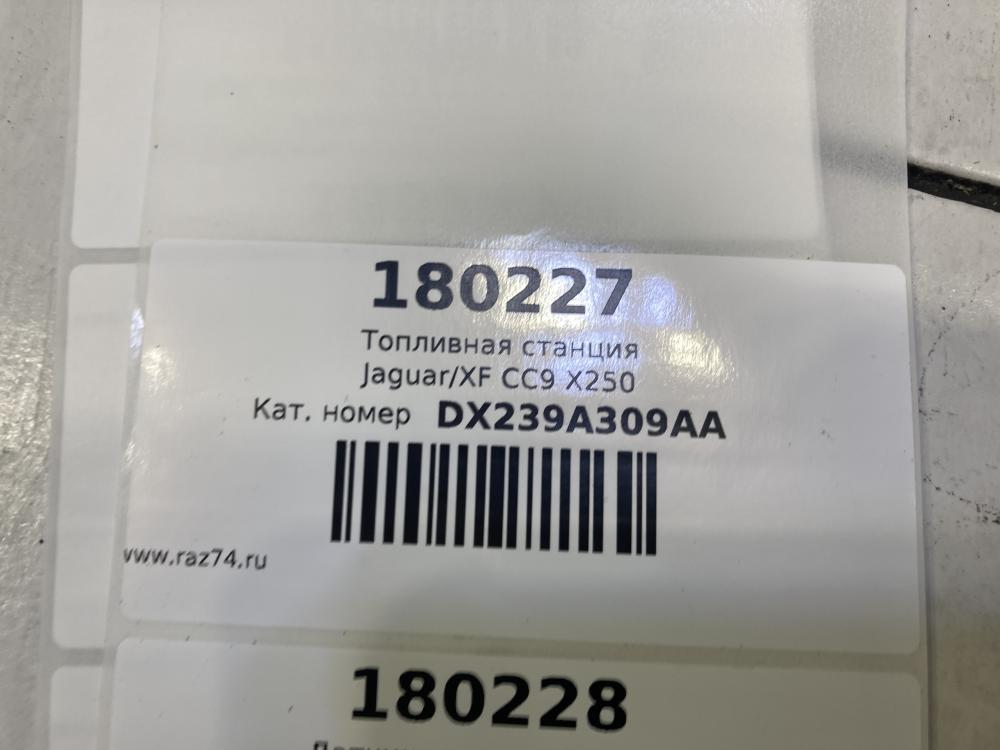 180227
Топливная станция
Jaguar/XF CC9 X250
Кат. номер DX239A309AA
www.raz74.ru
180228